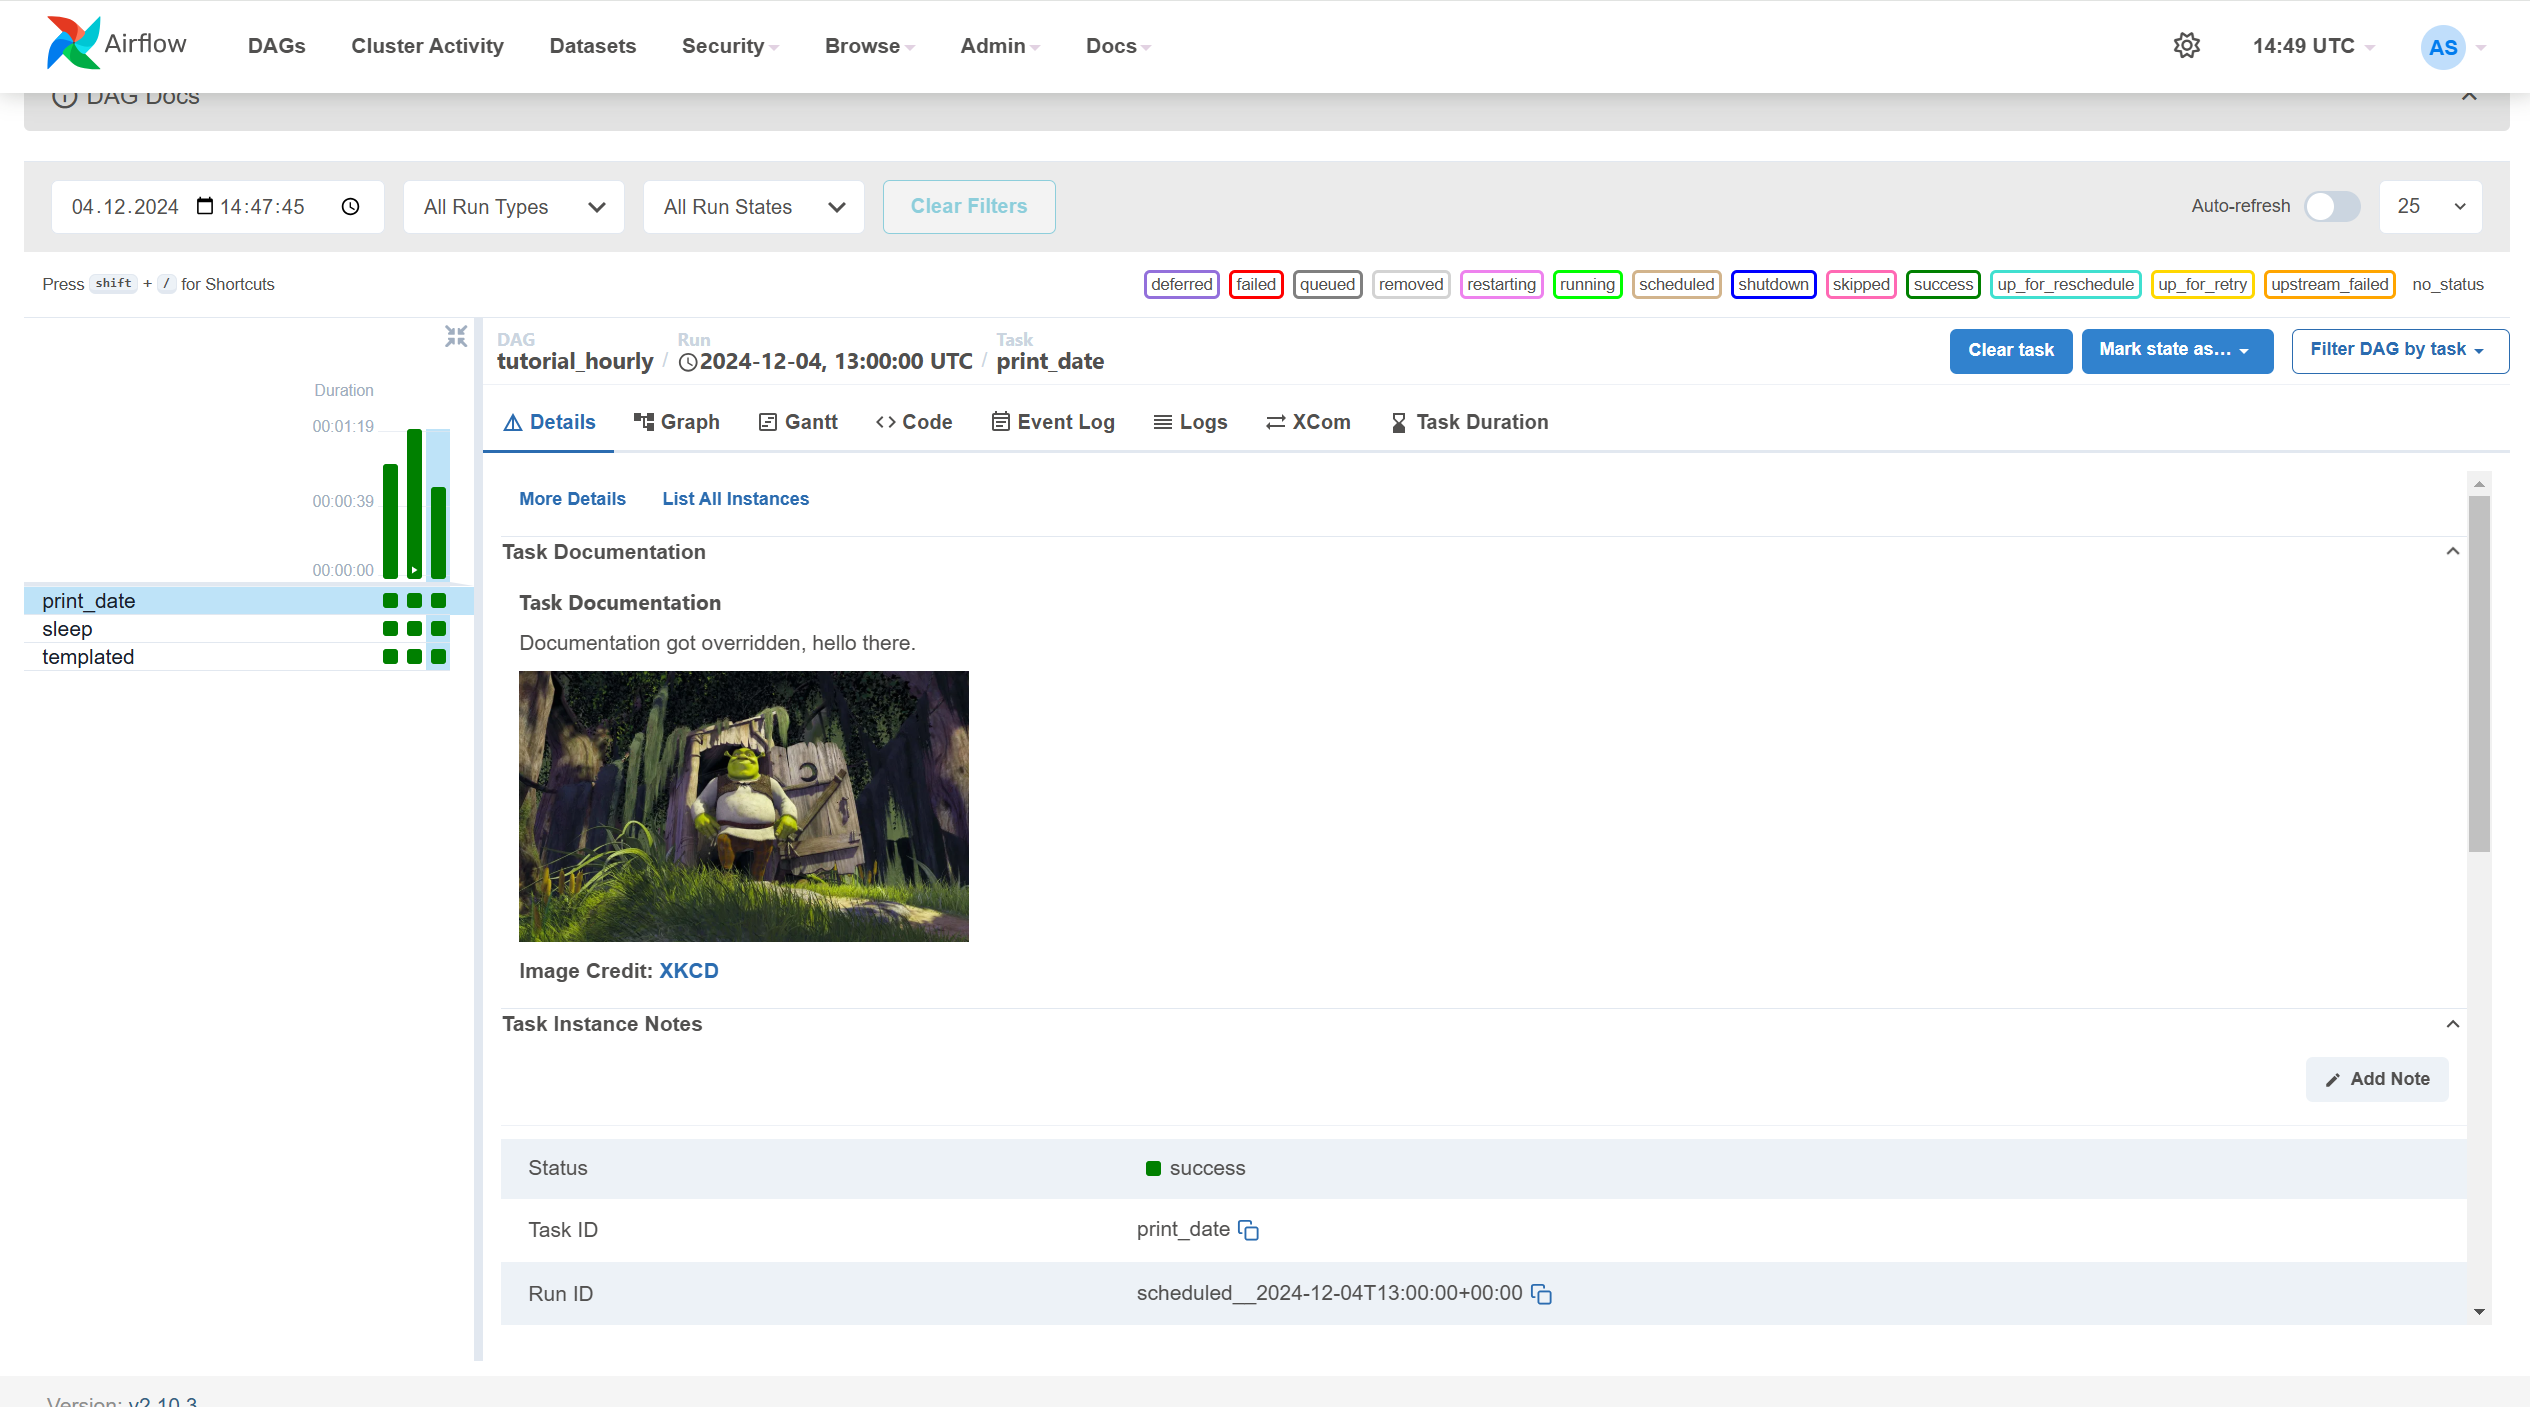 Airflow DAGs Cluster Activity Datasets Security Browse Admin Docs 14:49 UTC AS
DAG Docs
04.12.2024 14:47:45 All Run Types All Run States Clear Filters Auto-refresh 25
Press shift + / for Shortcuts deferred failed queued removed restarting running scheduled shutdown skipped success up_for_reschedule up_for_retry upstream_failed no_status
DAG Run Task
tutorial_hourly / 2024-12-04, 13:00:00 UTC / print_date
Clear task Mark state as... Filter DAG by task
Duration
00:01:19
00:00:39
00:00:00
print_date
sleep
templated
Details Graph Gantt Code Event Log Logs XCom Task Duration
More Details List All Instances
Task Documentation
Task Documentation
Documentation got overridden, hello there.
Image Credit: XKCD
Task Instance Notes
Add Note
Status success
Task ID print_date
Run ID scheduled__2024-12-04T13:00:00+00:00
Version: v2.10.3